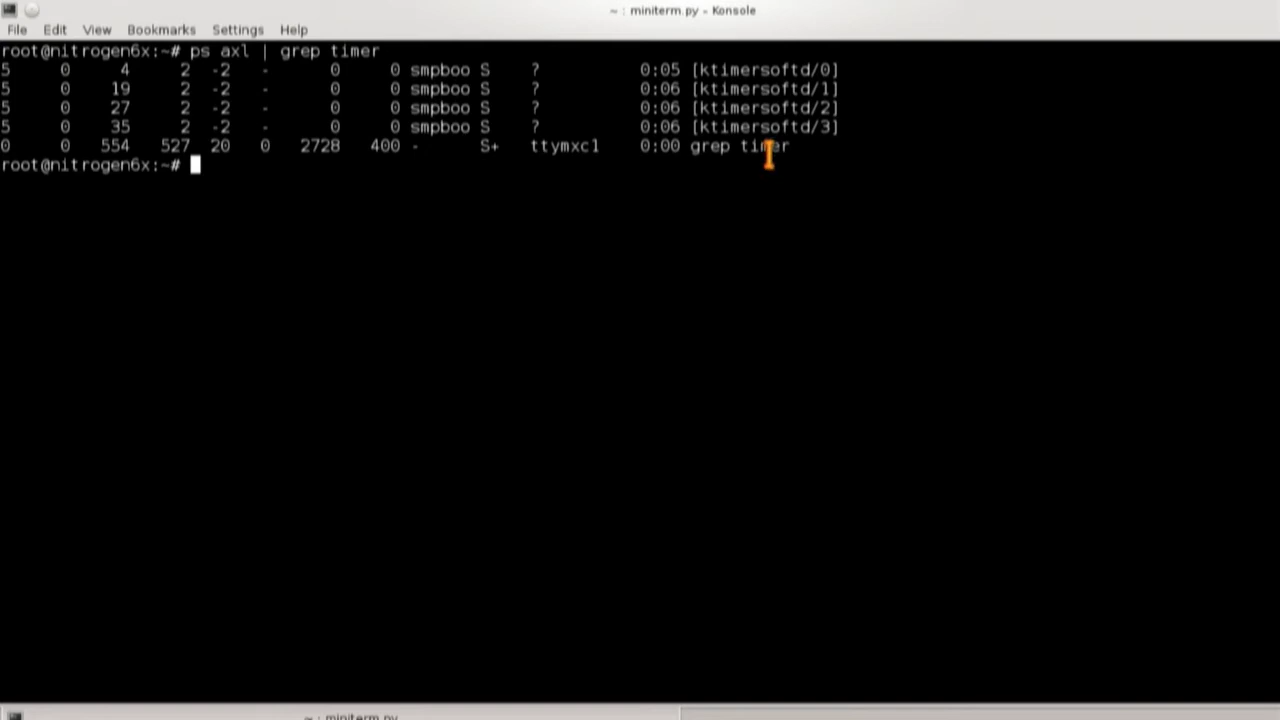 ~ : miniterm.py - Konsole
File Edit View Bookmarks Settings Help
root@nitrogen6x:~# ps axl | grep timer
5 0 4 2 -2 - 0 0 smpboo S ? 0:05 [ktimersoftd/0]
5 0 19 2 -2 - 0 0 smpboo S ? 0:06 [ktimersoftd/1]
5 0 27 2 -2 - 0 0 smpboo S ? 0:06 [ktimersoftd/2]
5 0 35 2 -2 - 0 0 smpboo S ? 0:06 [ktimersoftd/3]
0 0 554 527 20 0 2728 400 - S+ ttymxc1 0:00 grep timer
root@nitrogen6x:~#
~ : miniterm.py